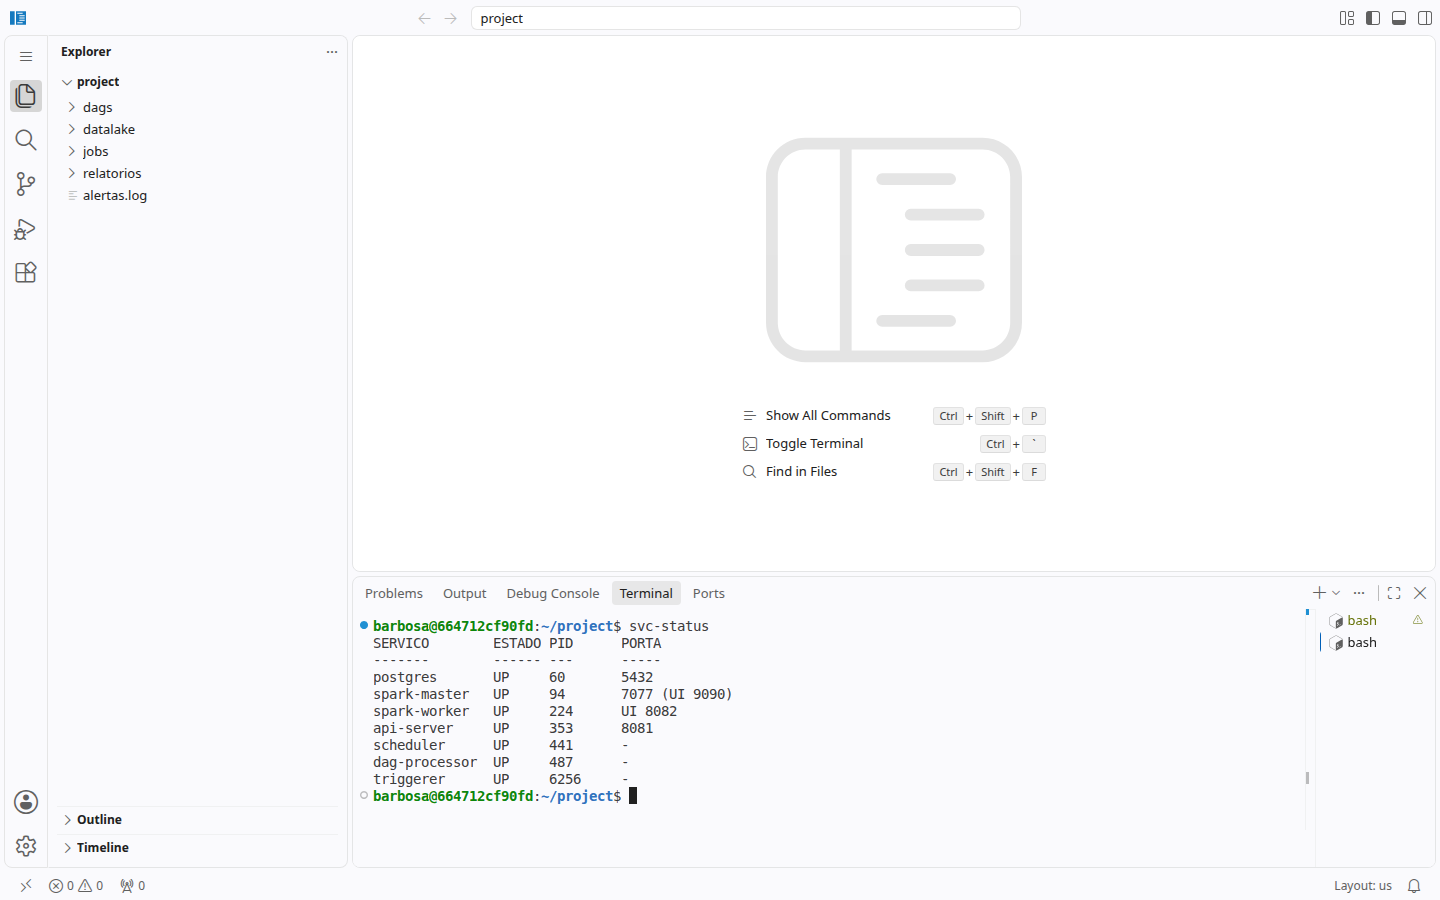 project
Explorer
project
dags
datalake
jobs
relatorios
alertas.log
Outline
Timeline
Show All Commands Ctrl + Shift + P
Toggle Terminal Ctrl + `
Find in Files Ctrl + Shift + F
Problems Output Debug Console Terminal Ports
barbosa@664712cf90fd:~/project$ svc-status
SERVICO ESTADO PID PORTA
------- ------ --- -----
postgres UP 60 5432
spark-master UP 94 7077 (UI 9090)
spark-worker UP 224 UI 8082
api-server UP 353 8081
scheduler UP 441 -
dag-processor UP 487 -
triggerer UP 6256 -
barbosa@664712cf90fd:~/project$
bash
bash
0 0 0
Layout: us